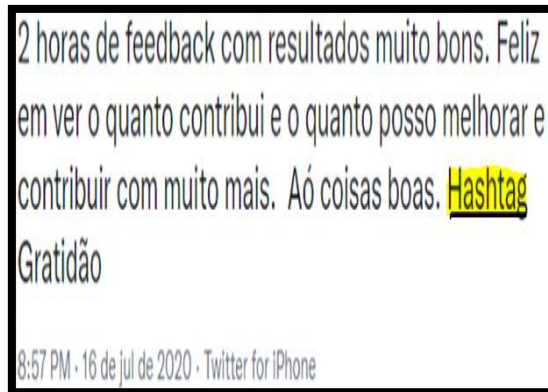 2 horas de feedback com resultados muito bons. Feliz
em ver o quanto contribui e o quanto posso melhorar e
contribuir com muito mais. Aó coisas boas. Hashtag
Gratidão
8:57 PM · 16 de jul de 2020 · Twitter for iPhone